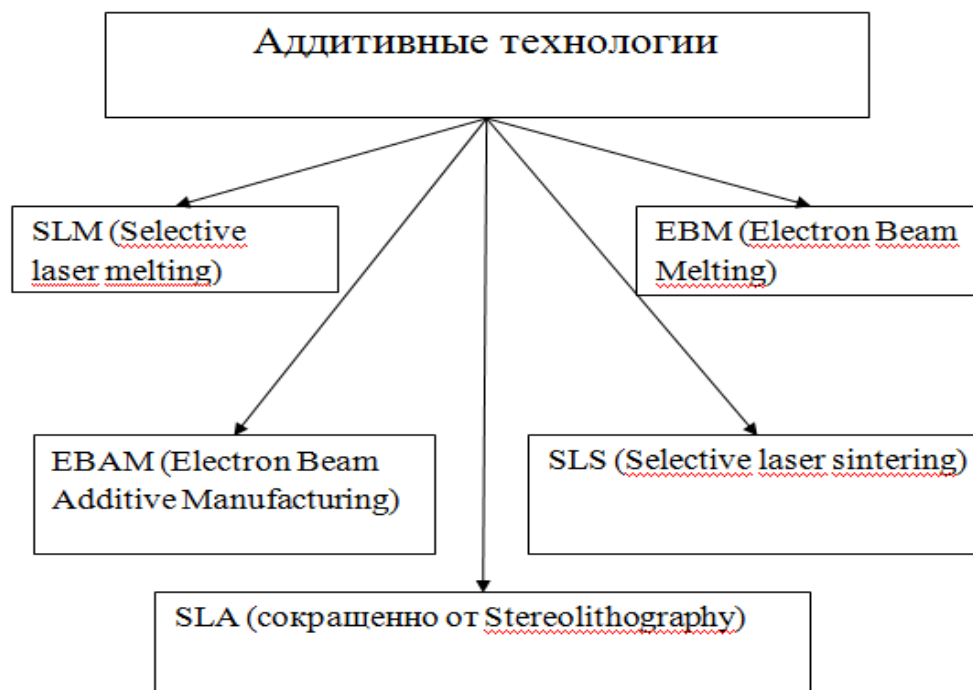 Аддитивные технологии
SLM (Selective
laser melting)
EBM (Electron Beam
Melting)
EBAM (Electron Beam
Additive Manufacturing)
SLS (Selective laser sintering)
SLA (сокращенно от Stereolithography)